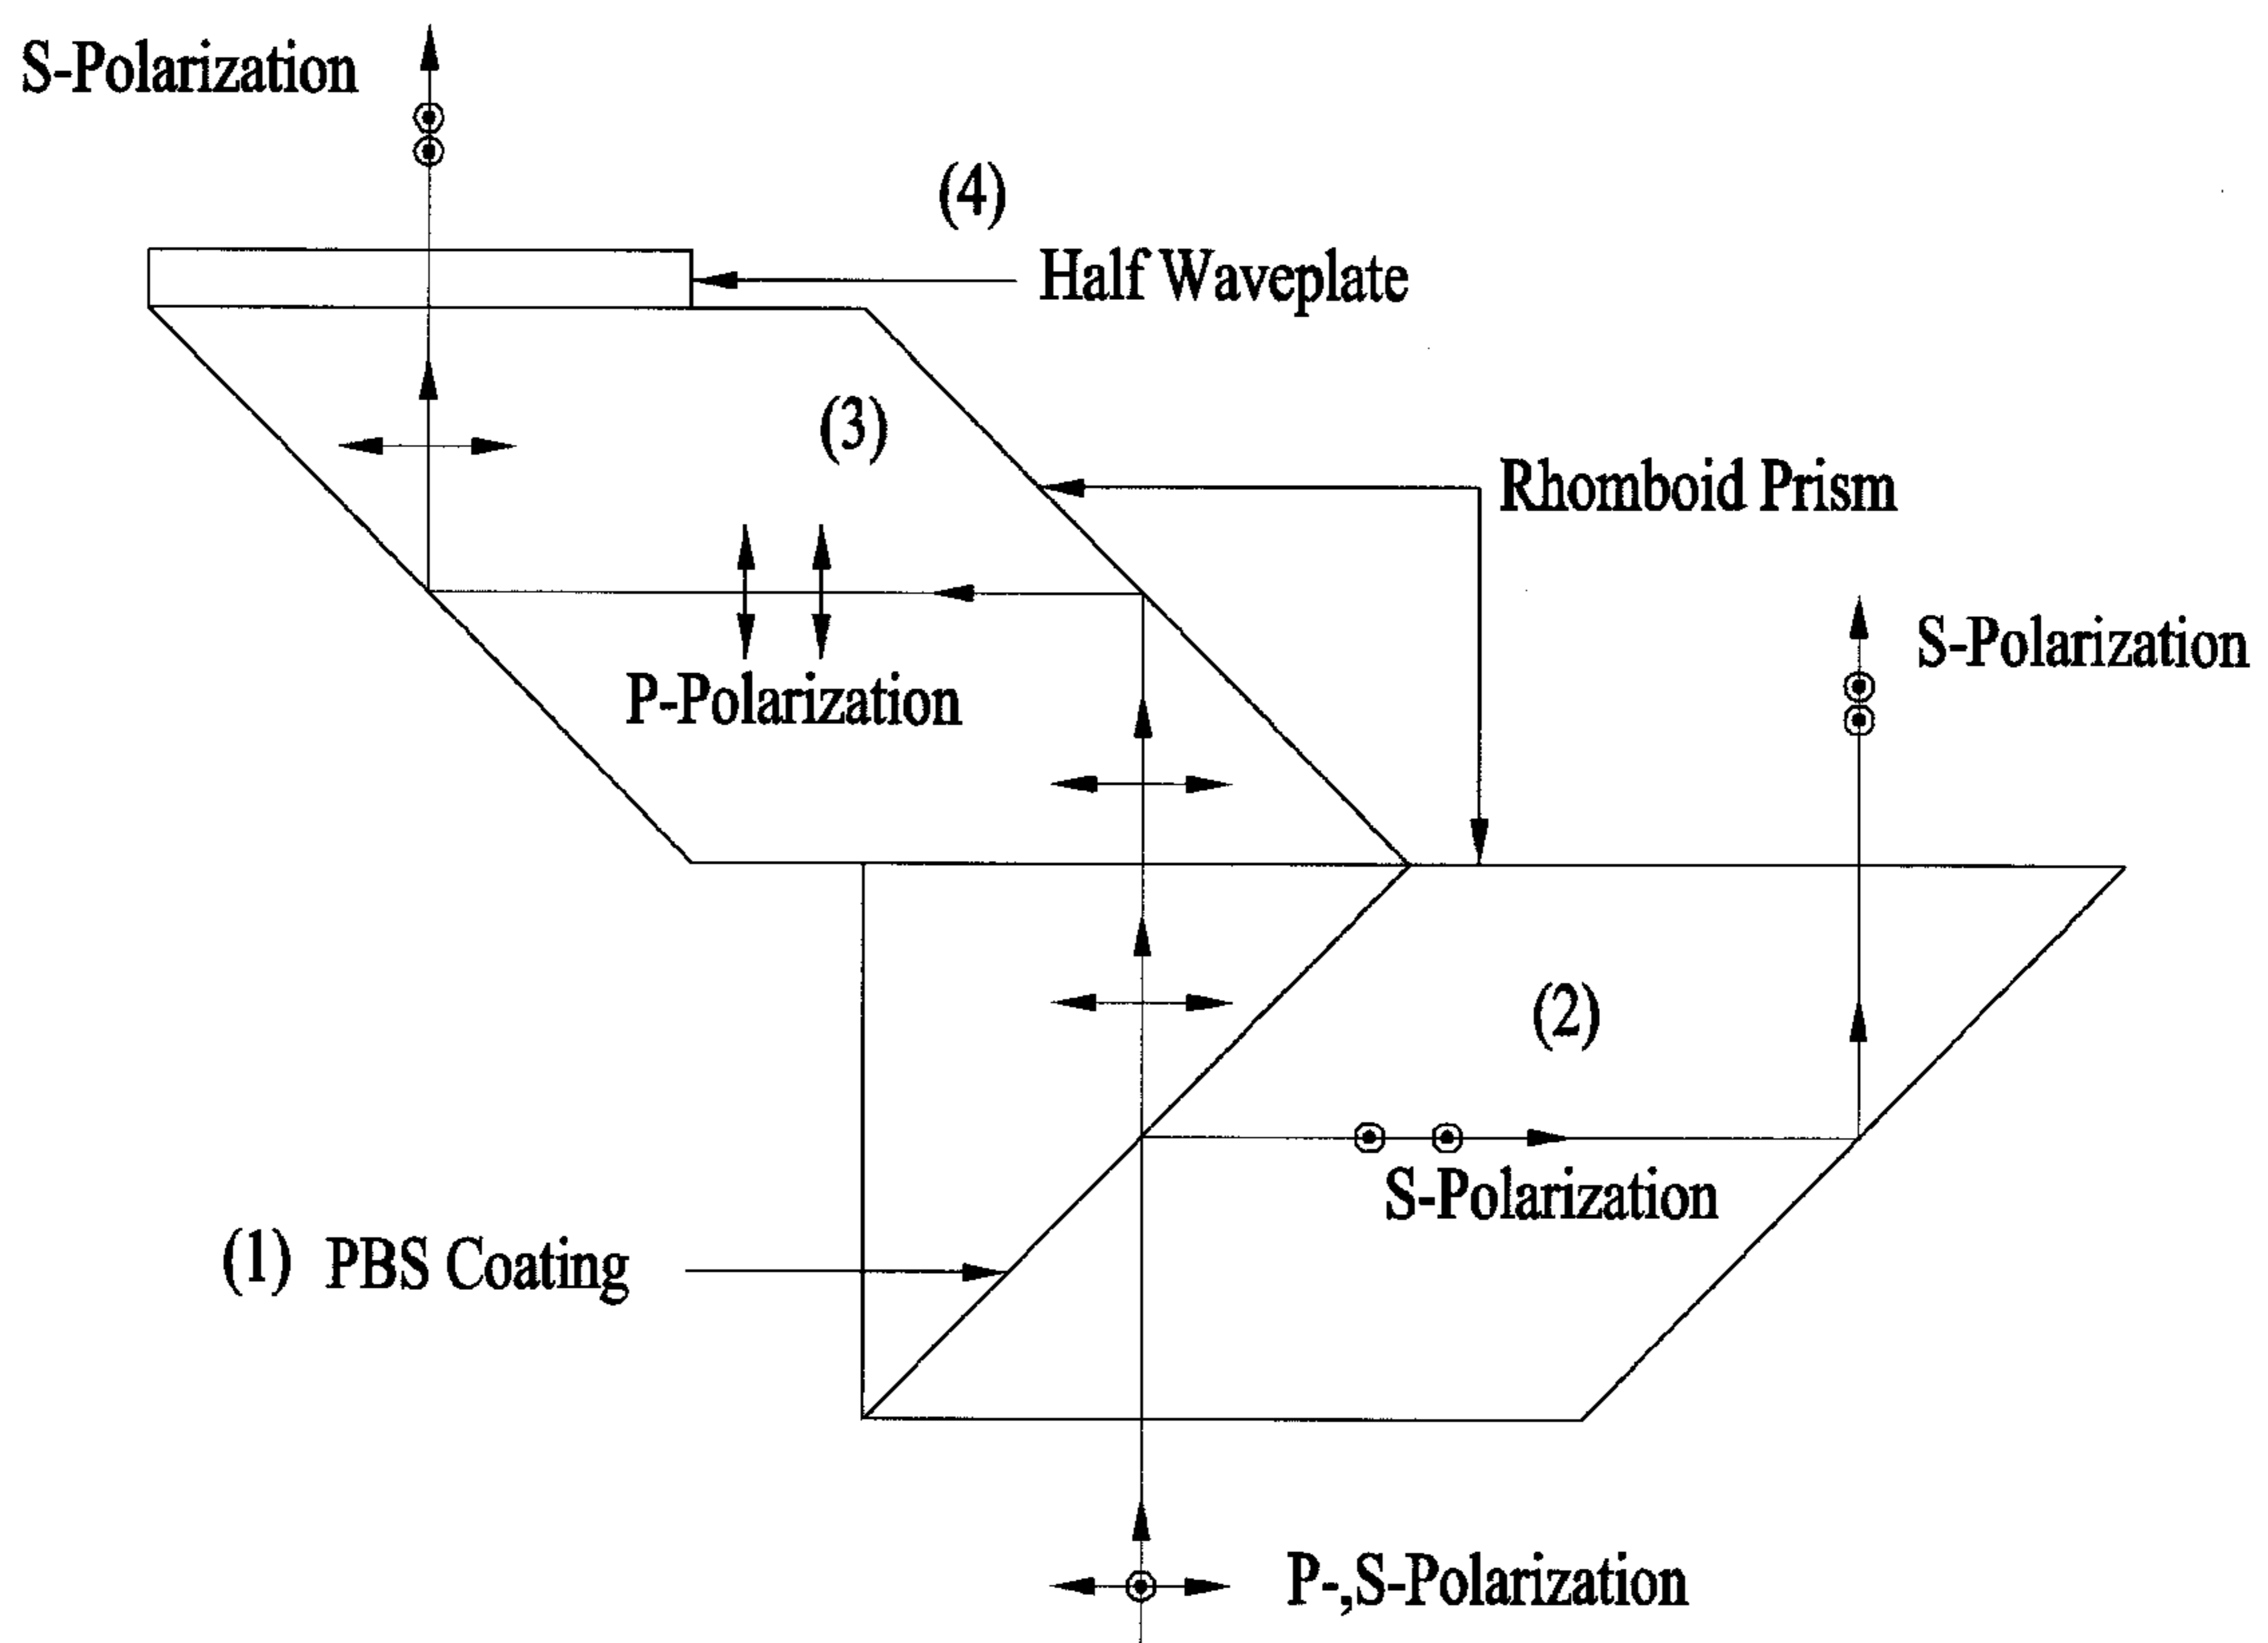 S-Polarization
(4)
Half Waveplate
(3)
Rhomboid Prism
S-Polarization
P-Polarization
(2)
S-Polarization
(1) PBS Coating
P-,S-Polarization